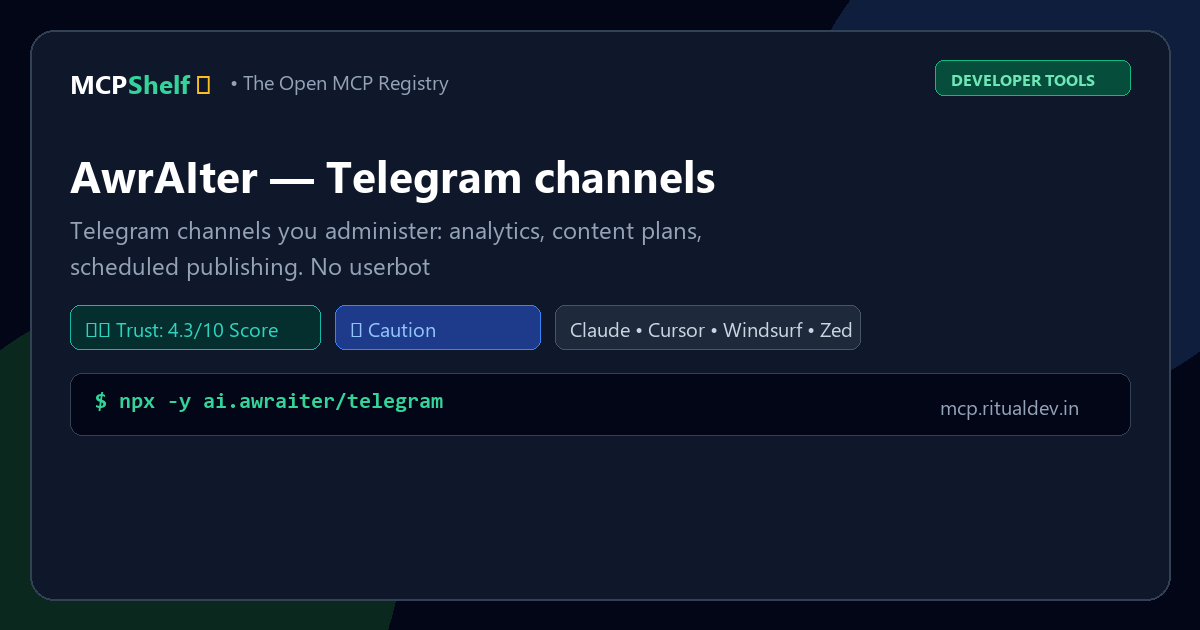 MCPShelf • The Open MCP Registry
DEVELOPER TOOLS
AwrAIter — Telegram channels
Telegram channels you administer: analytics, content plans,
scheduled publishing. No userbot
Trust: 4.3/10 Score
Caution
Claude • Cursor • Windsurf • Zed
$ npx -y ai.awraiter/telegram
mcp.ritualdev.in